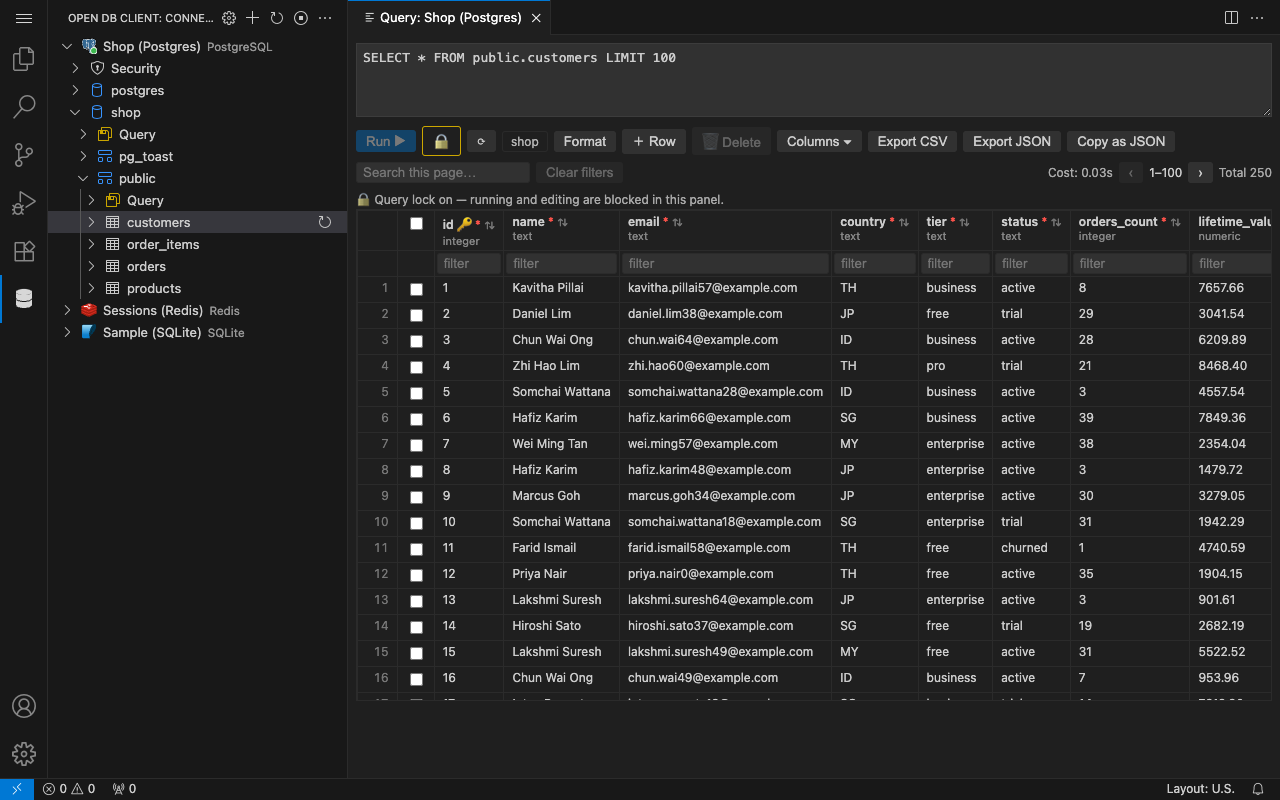 OPEN DB CLIENT: CONNE...
Shop (Postgres) PostgreSQL
Security
postgres
shop
Query
pg_toast
public
Query
customers
order_items
orders
products
Sessions (Redis) Redis
Sample (SQLite) SQLite
Query: Shop (Postgres)
SELECT * FROM public.customers LIMIT 100
Run shop Format + Row Delete Columns Export CSV Export JSON Copy as JSON
Search this page... Clear filters Cost: 0.03s ‹ 1–100 › Total 250
Query lock on — running and editing are blocked in this panel.
id * name * email * country * tier * status * orders_count * lifetime_valu
integer text text text text text integer numeric
filter filter filter filter filter filter filter filter
1 1 Kavitha Pillai kavitha.pillai57@example.com TH business active 8 7657.66
2 2 Daniel Lim daniel.lim38@example.com JP free trial 29 3041.54
3 3 Chun Wai Ong chun.wai64@example.com ID business active 28 6209.89
4 4 Zhi Hao Lim zhi.hao60@example.com TH pro trial 21 8468.40
5 5 Somchai Wattana somchai.wattana28@example.com ID business active 3 4557.54
6 6 Hafiz Karim hafiz.karim66@example.com SG business active 39 7849.36
7 7 Wei Ming Tan wei.ming57@example.com MY enterprise active 38 2354.04
8 8 Hafiz Karim hafiz.karim48@example.com JP enterprise active 3 1479.72
9 9 Marcus Goh marcus.goh34@example.com JP enterprise active 30 3279.05
10 10 Somchai Wattana somchai.wattana18@example.com SG enterprise trial 31 1942.29
11 11 Farid Ismail farid.ismail58@example.com TH free churned 1 4740.59
12 12 Priya Nair priya.nair0@example.com TH free active 35 1904.15
13 13 Lakshmi Suresh lakshmi.suresh64@example.com JP enterprise active 3 901.61
14 14 Hiroshi Sato hiroshi.sato37@example.com SG free trial 19 2682.19
15 15 Lakshmi Suresh lakshmi.suresh49@example.com MY free active 31 5522.52
16 16 Chun Wai Ong chun.wai49@example.com ID business active 7 953.96
0 0 0
Layout: U.S.